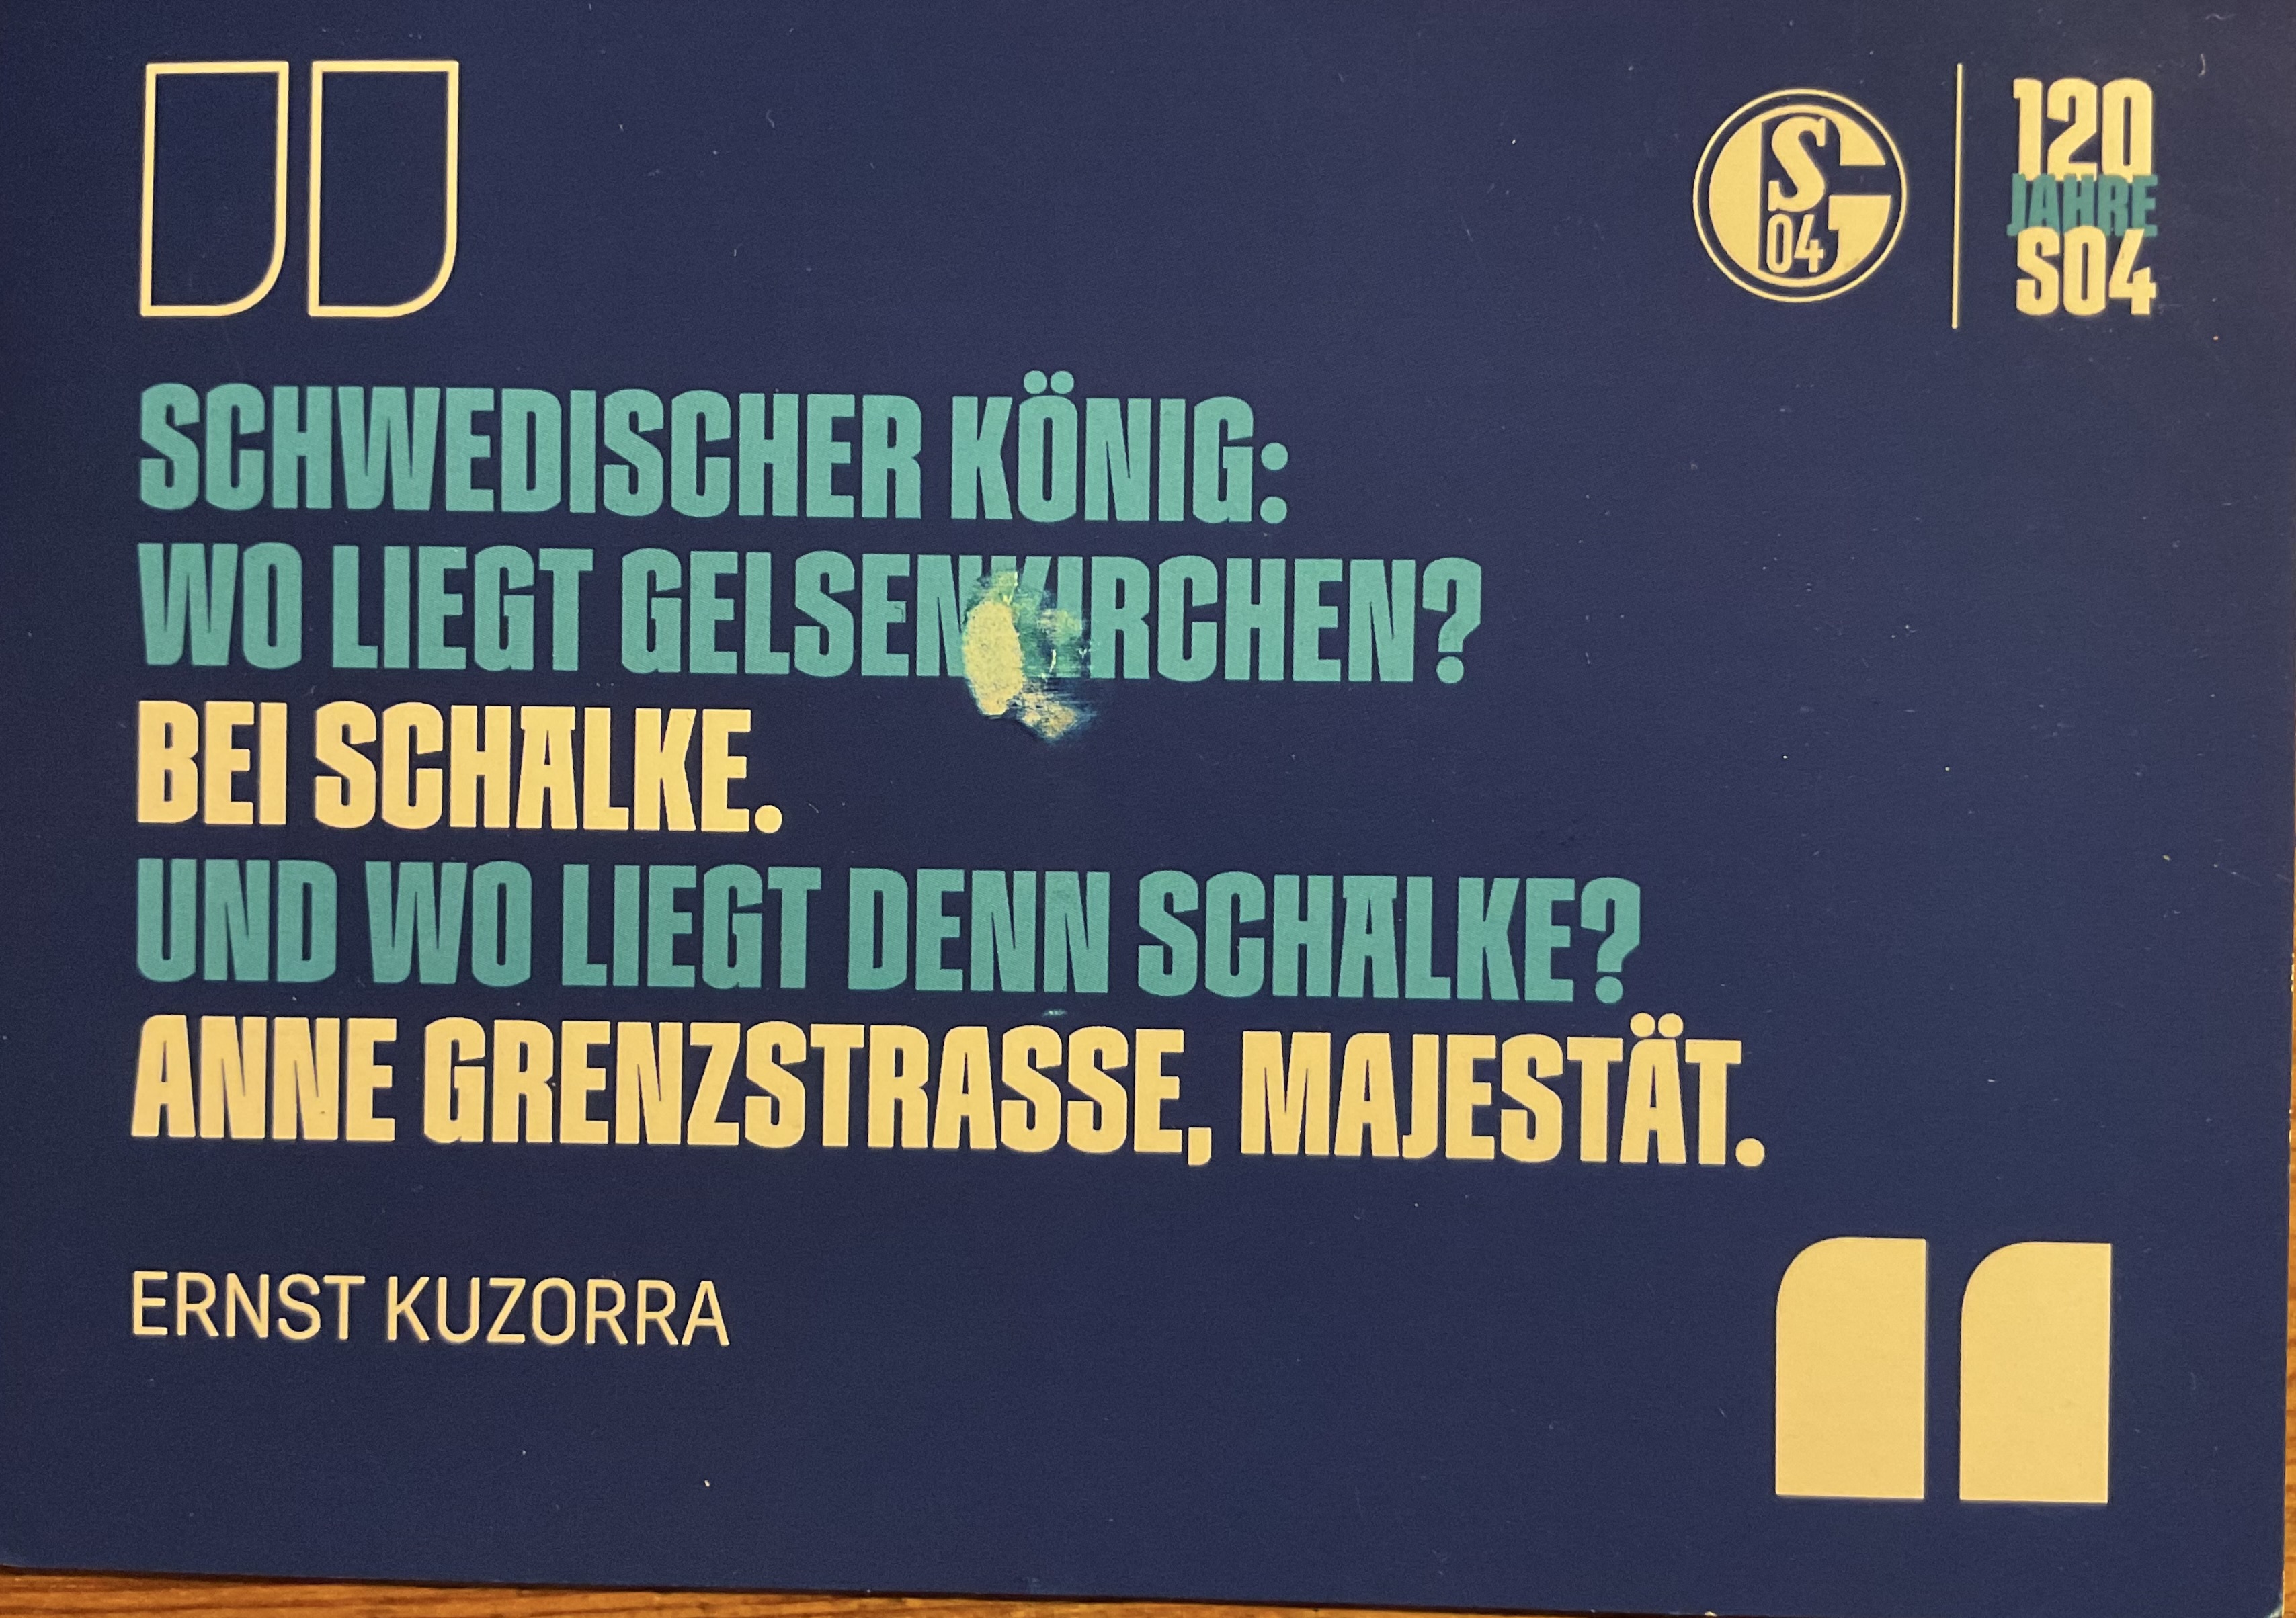 S
04
120
JAHRE
S04
SCHWEDISCHER KÖNIG:
WO LIEGT GELSENKIRCHEN?
BEI SCHALKE.
UND WO LIEGT DENN SCHALKE?
ANNE GRENZSTRASSE, MAJESTÄT.
ERNST KUZORRA